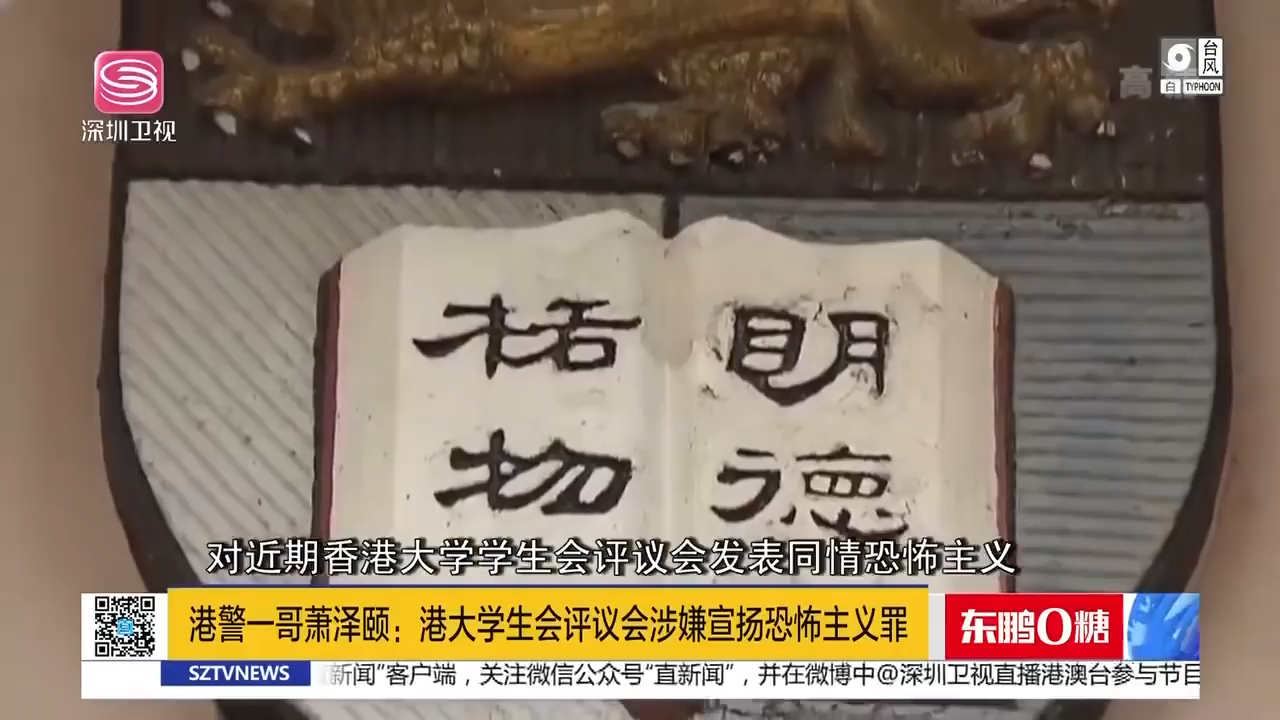 深圳卫视
台风
白 TYPHOON
高
明德
格物
对近期香港大学学生会评议会发表同情恐怖主义
港警一哥萧泽颐：港大学生会评议会涉嫌宣扬恐怖主义罪
东鹏0糖
SZTVNEWS
新闻”客户端，关注微信公众号“直新闻”，并在微博中@深圳卫视直播港澳台参与节目